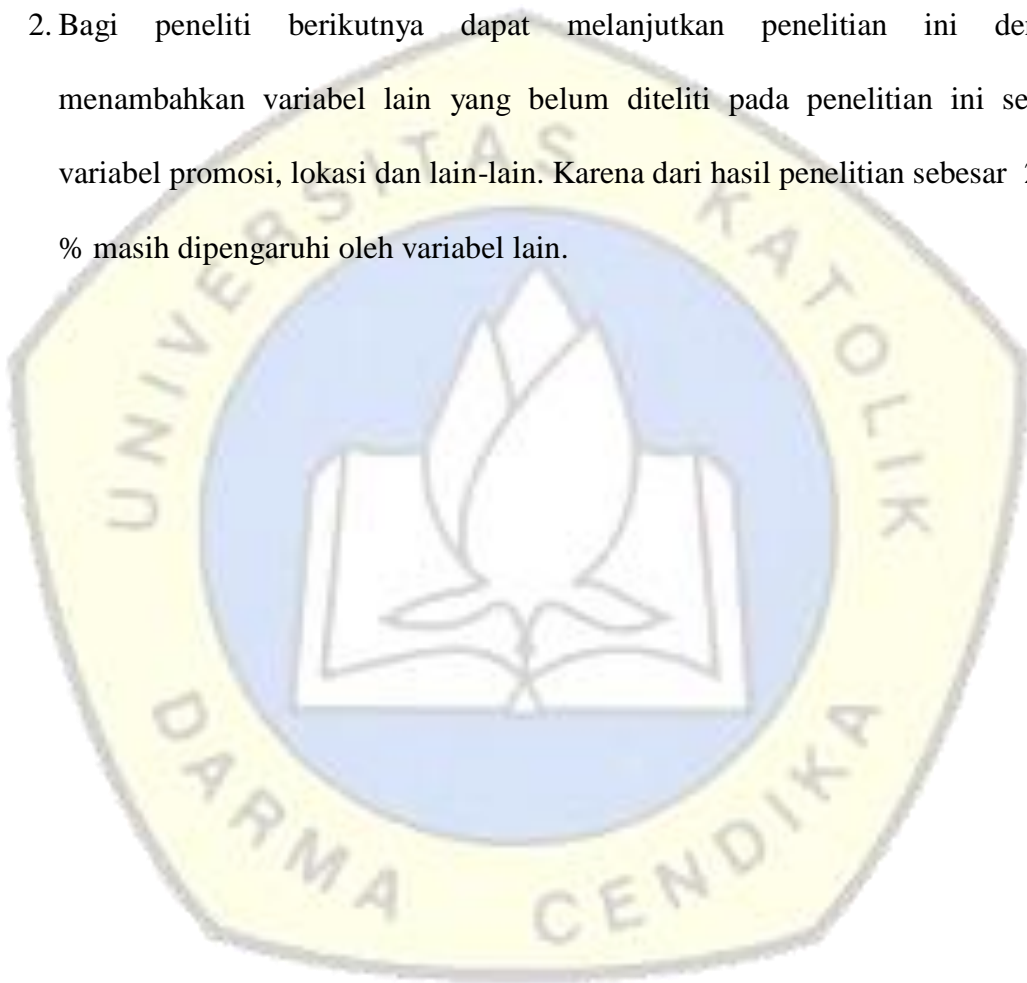 2. Bagi peneliti berikutnya dapat melanjutkan penelitian ini
menambahkan variabel lain yang belum diteliti pada penelitian ini
variabel promosi, lokasi dan lain-lain. Karena dari hasil penelitian sebesar
% masih dipengaruhi oleh variabel lain.
UNIVERSITAS KATOLIK
DARMA CENDIKA